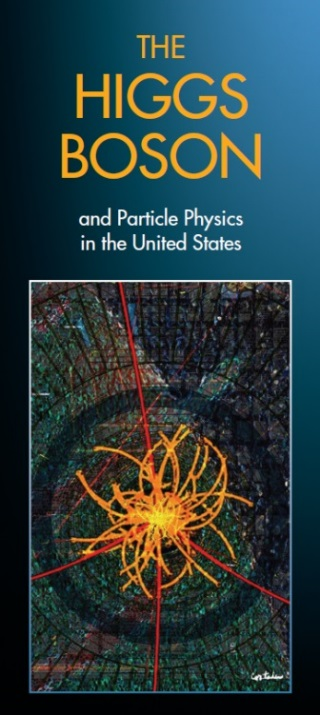 THE
HIGGS
BOSON
and Particle Physics
in the United States